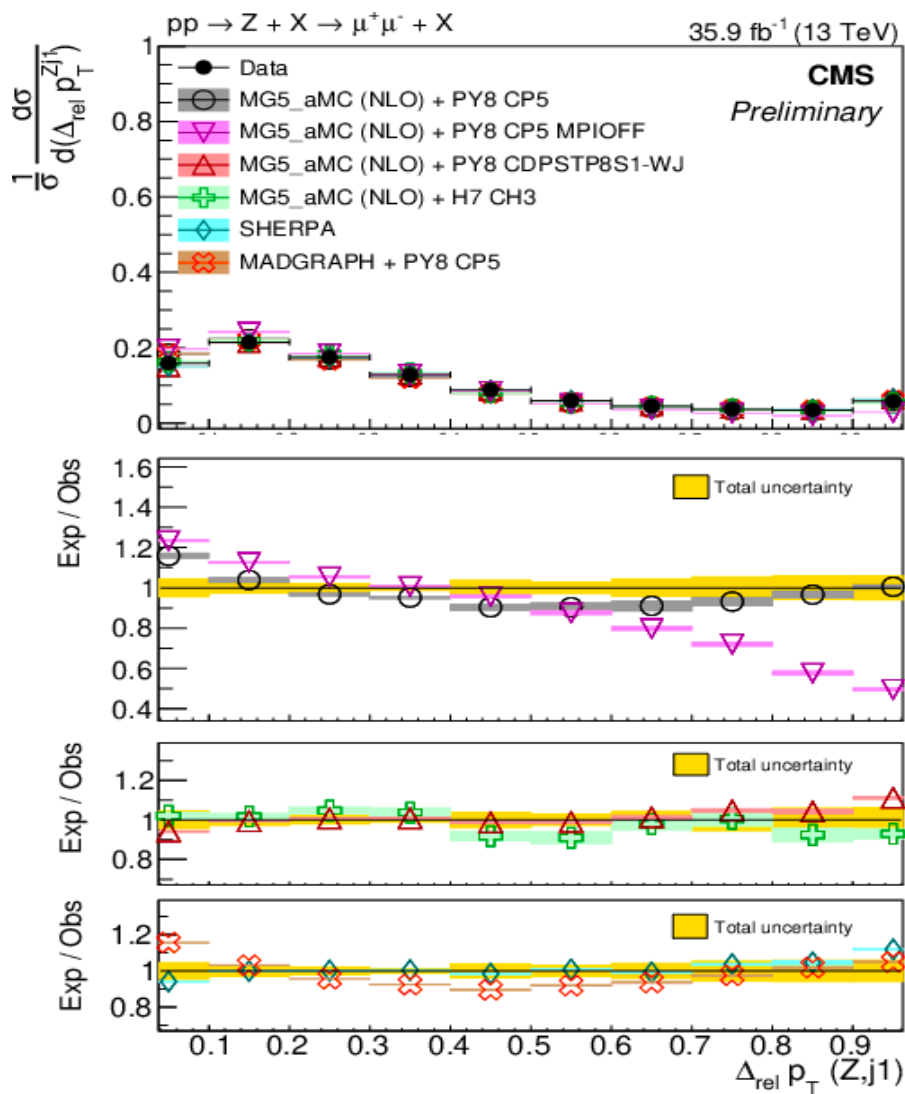 pp → Z + X → μ⁺μ⁻ + X
35.9 fb⁻¹ (13 TeV)
1/σ dσ/d(Δ_rel p_T^Zj1)
1
0.8
0.6
0.4
0.2
0
CMS
Preliminary
Data
MG5_aMC (NLO) + PY8 CP5
MG5_aMC (NLO) + PY8 CP5 MPIOFF
MG5_aMC (NLO) + PY8 CDPSTP8S1-WJ
MG5_aMC (NLO) + H7 CH3
SHERPA
MADGRAPH + PY8 CP5
Exp / Obs
1.6
1.4
1.2
1
0.8
0.6
0.4
Total uncertainty
Exp / Obs
1.2
1
0.8
Total uncertainty
Exp / Obs
1.2
1
0.8
Total uncertainty
0.1 0.2 0.3 0.4 0.5 0.6 0.7 0.8 0.9
Δ_rel p_T (Z,j1)